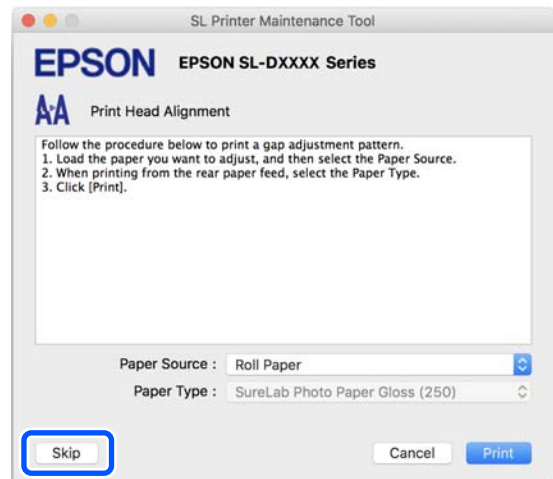 SL Printer Maintenance Tool
EPSON EPSON SL-DXXXX Series
Print Head Alignment
Follow the procedure below to print a gap adjustment pattern.
1. Load the paper you want to adjust, and then select the Paper Source.
2. When printing from the rear paper feed, select the Paper Type.
3. Click [Print].
Paper Source : Roll Paper
Paper Type : SureLab Photo Paper Gloss (250)
Skip Cancel Print